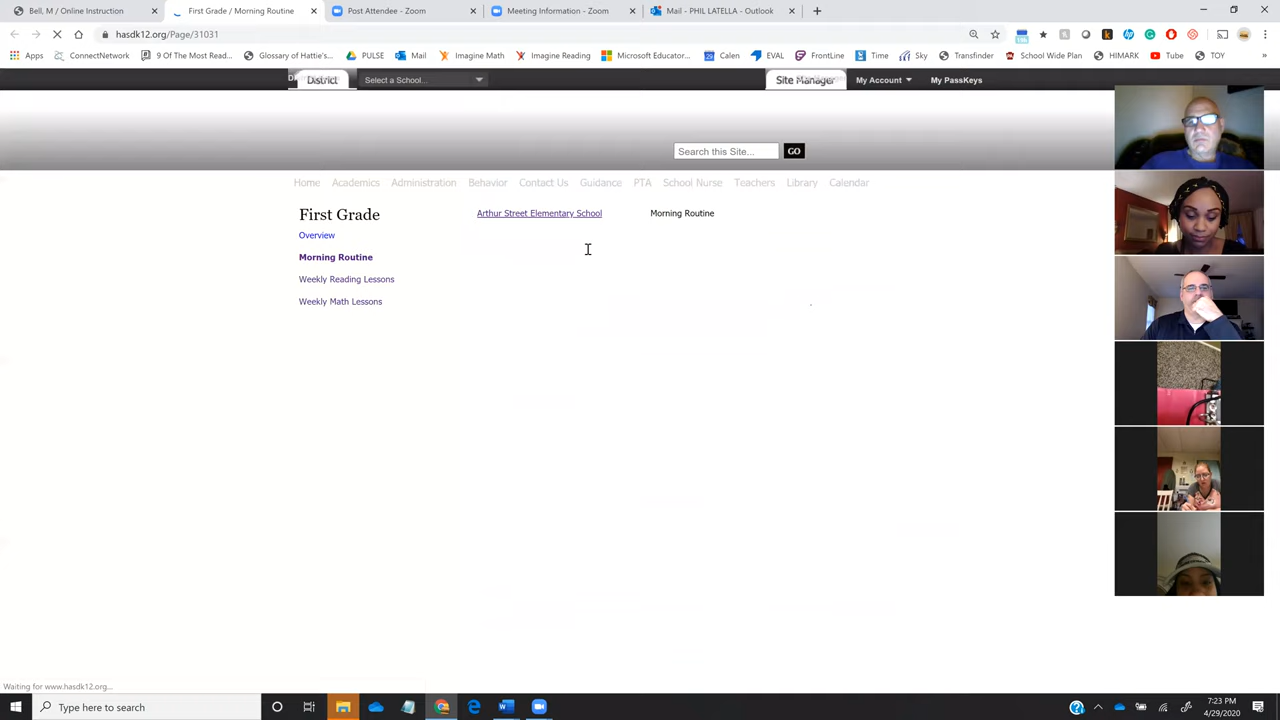 Bell, M / Online Instruction
First Grade / Morning Routine
Post Attendee - Zoom
Meeting Information - Zoom
Mail - PHIL LATELLA - Outlook
hasdk12.org/Page/31031
Apps
ConnectNetwork
9 Of The Most Read...
Glossary of Hattie's...
PULSE
Mail
Imagine Math
Imagine Reading
Microsoft Educator...
Calen
EVAL
FrontLine
Time
Sky
Transfinder
School Wide Plan
HIMARK
Tube
TOY
District
Select a School...
Site Manager
My Account
My PassKeys
Search this Site...
GO
Home Academics Administration Behavior Contact Us Guidance PTA School Nurse Teachers Library Calendar
First Grade
Arthur Street Elementary School
Morning Routine
Overview
Morning Routine
Weekly Reading Lessons
Weekly Math Lessons
Waiting for www.hasdk12.org...
Type here to search
7:23 PM
4/29/2020